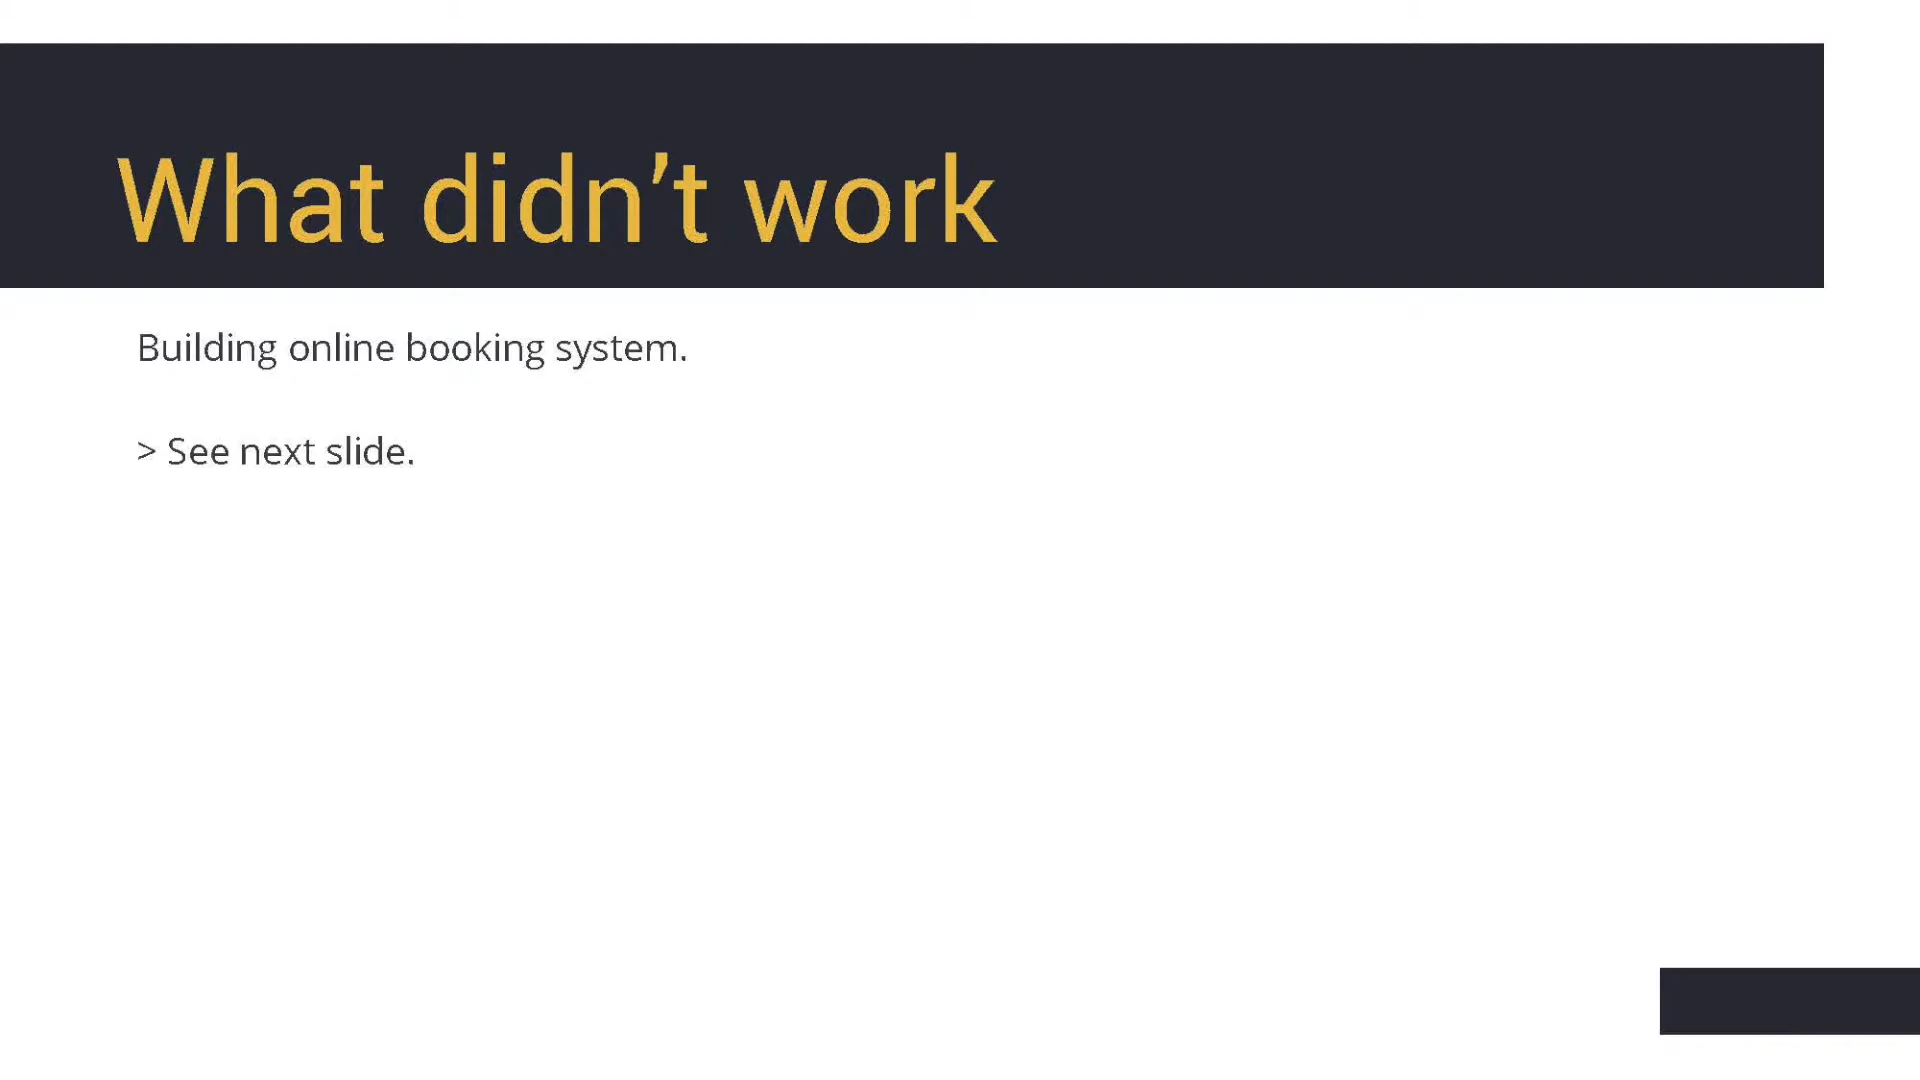 What didn’t work
Building online booking system.
> See next slide.